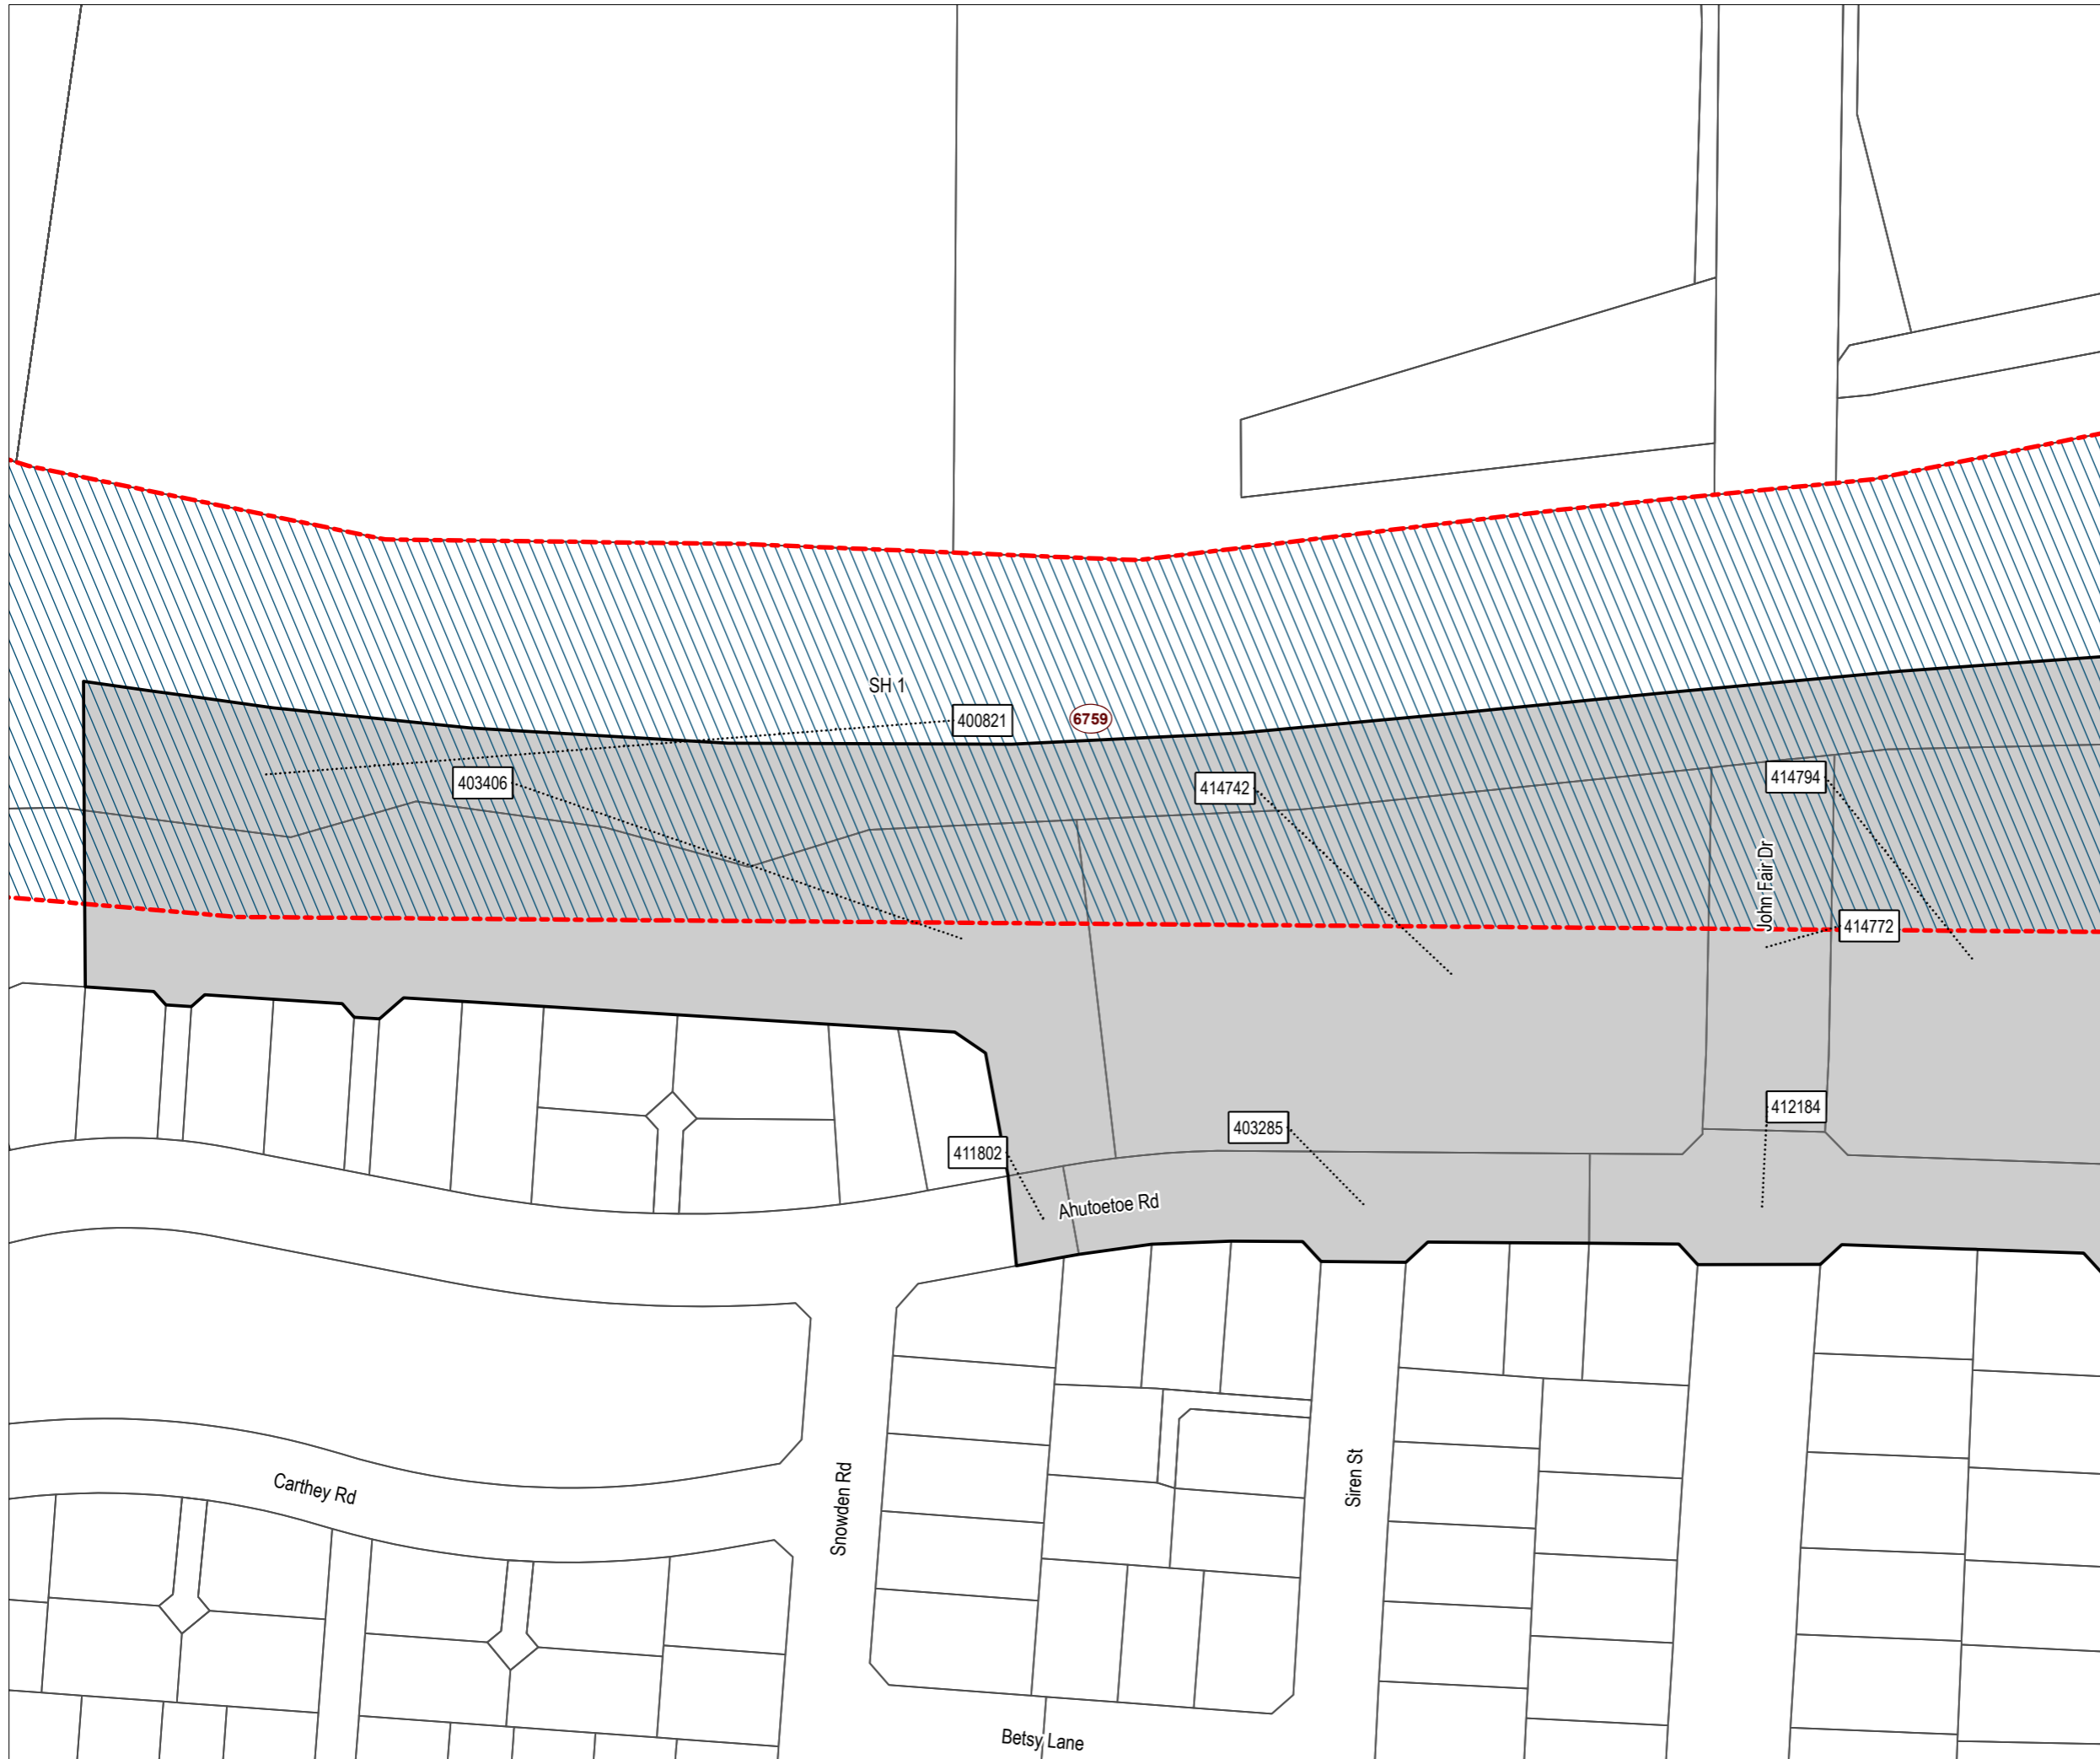 SH 1
400821
6759
403406
414742
414794
John Fair Dr
414772
412184
403285
411802
Ahutoetoe Rd
Carthey Rd
Snowden Rd
Siren St
Betsy Lane